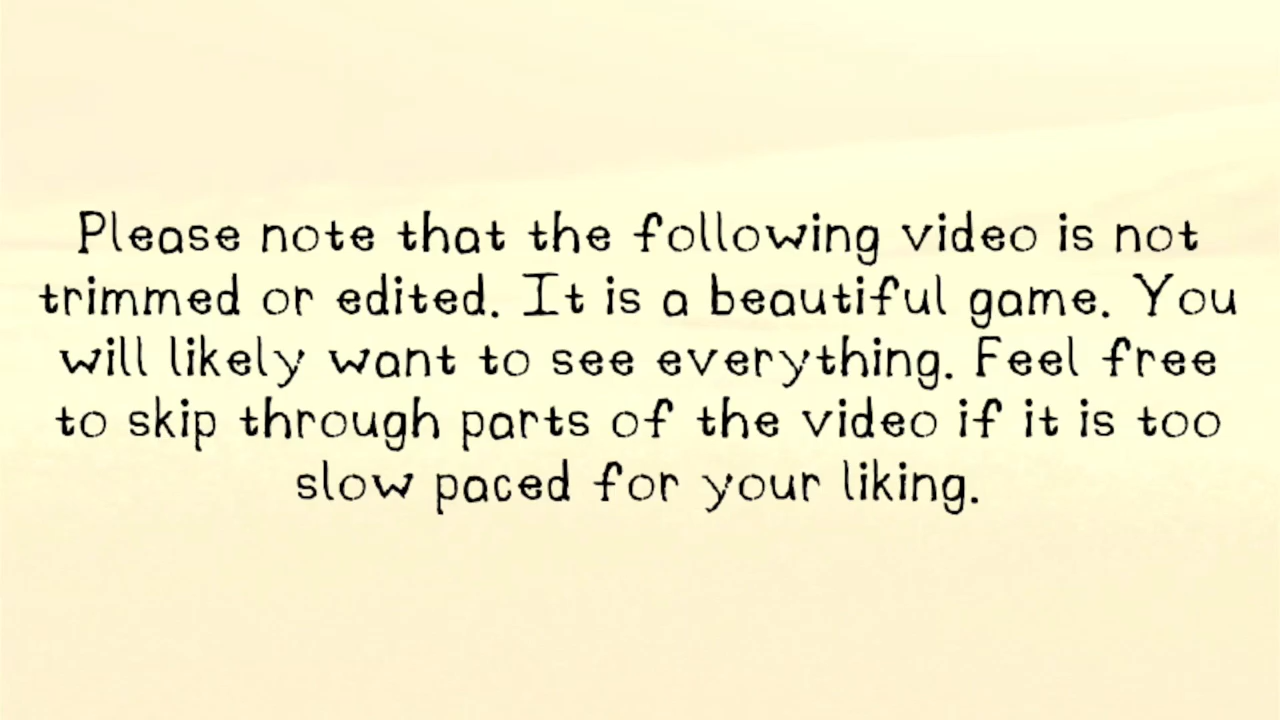 Please note that the following video is not
trimmed or edited. It is a beautiful game. You
will likely want to see everything. Feel free
to skip through parts of the video if it is too
slow paced for your liking.